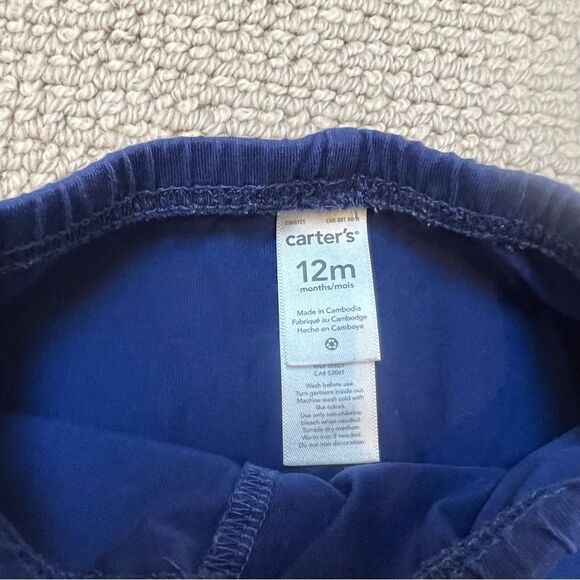 carter's®
12m
months/mois
Made in Cambodia
Fabriqué au Cambodge
Hecho en Camboya
CA# 53061
Wash before use.
Turn garment inside out.
Machine wash cold with
like colors.
Use only non-chlorine
bleach when needed.
Tumble dry medium.
Warm iron if needed.
Do not iron decoration.